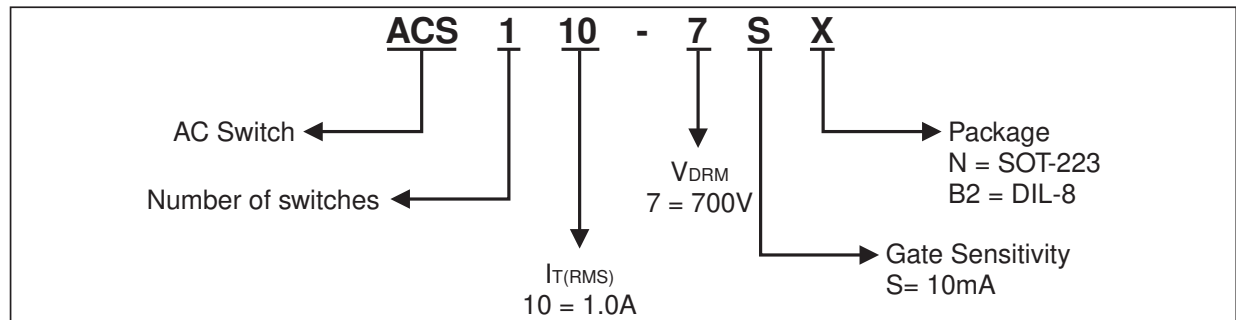 ACS 1 10 - 7 S X
AC Switch
Number of switches
IT(RMS)
10 = 1.0A
VDRM
7 = 700V
Package
N = SOT-223
B2 = DIL-8
Gate Sensitivity
S= 10mA